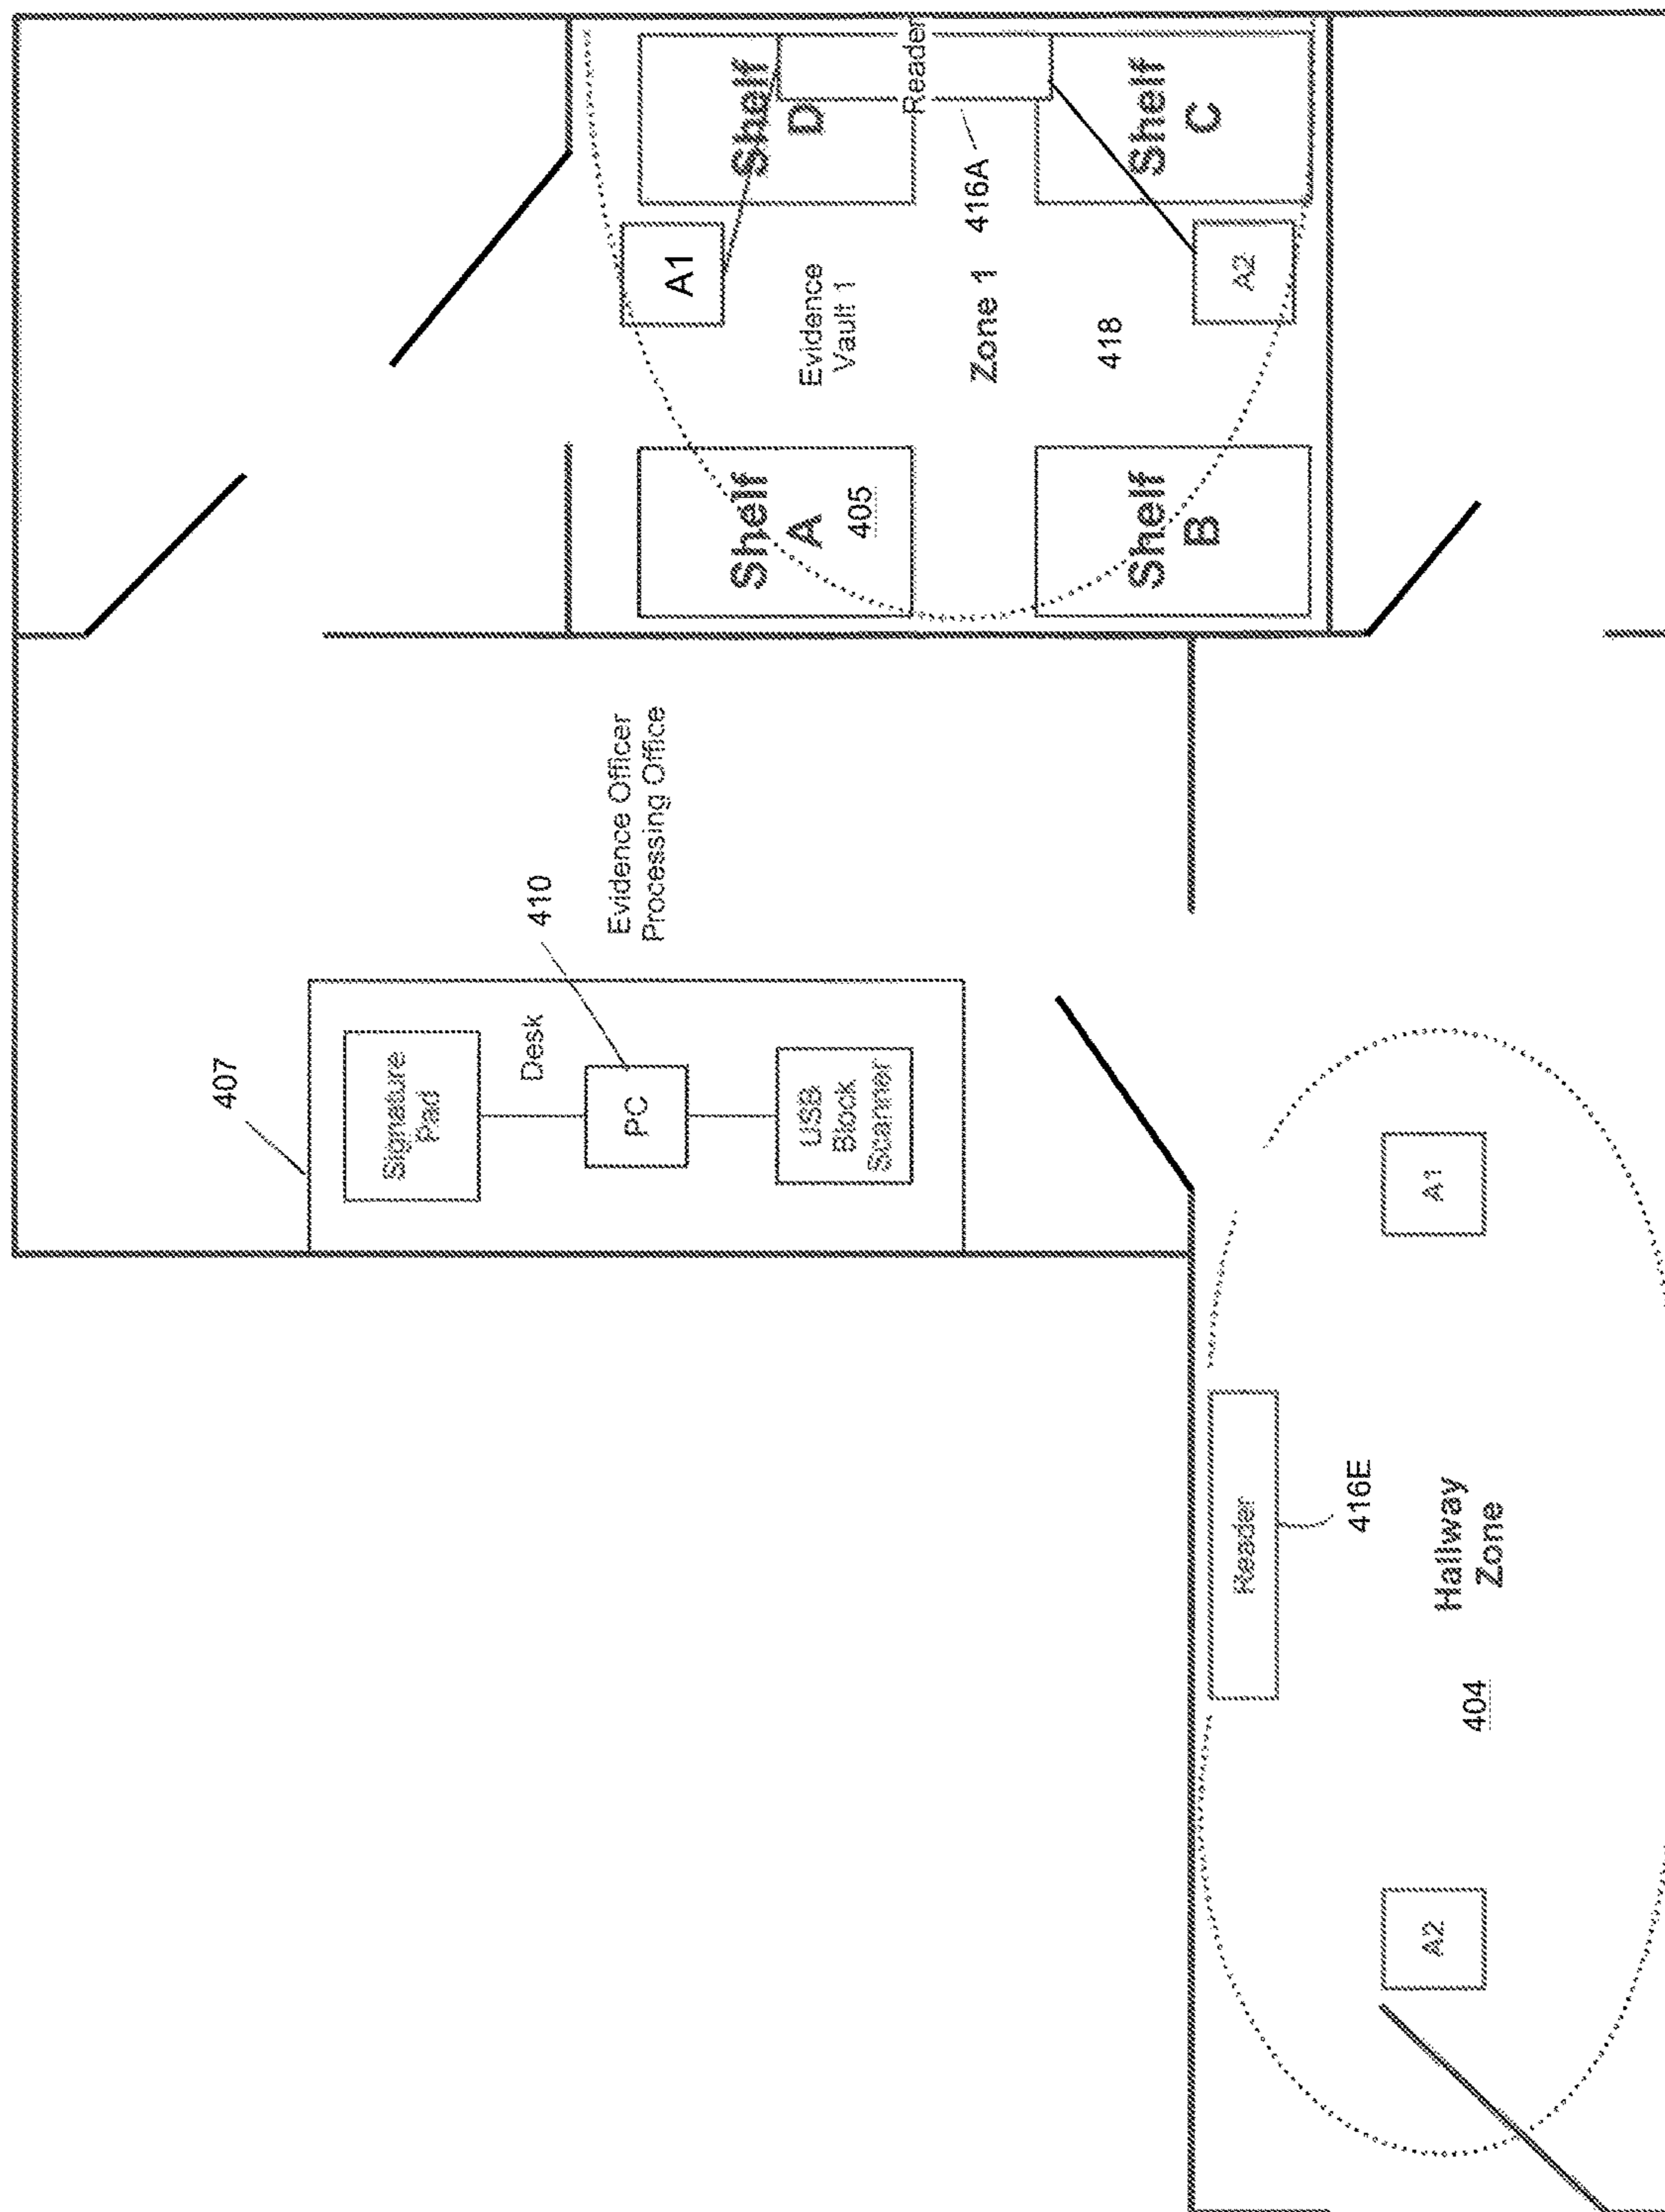 407
Signature
Pad
Desk
410
PC
USB
Block
Scanner
Evidence Officer
Processing Office
Shelf
A
405
Shelf
B
A1
Evidence
Vault 1
Zone 1
418
A2
Shelf
D
Reader
416A
Shelf
C
Reader
416E
Hallway
Zone
404
A1
A2